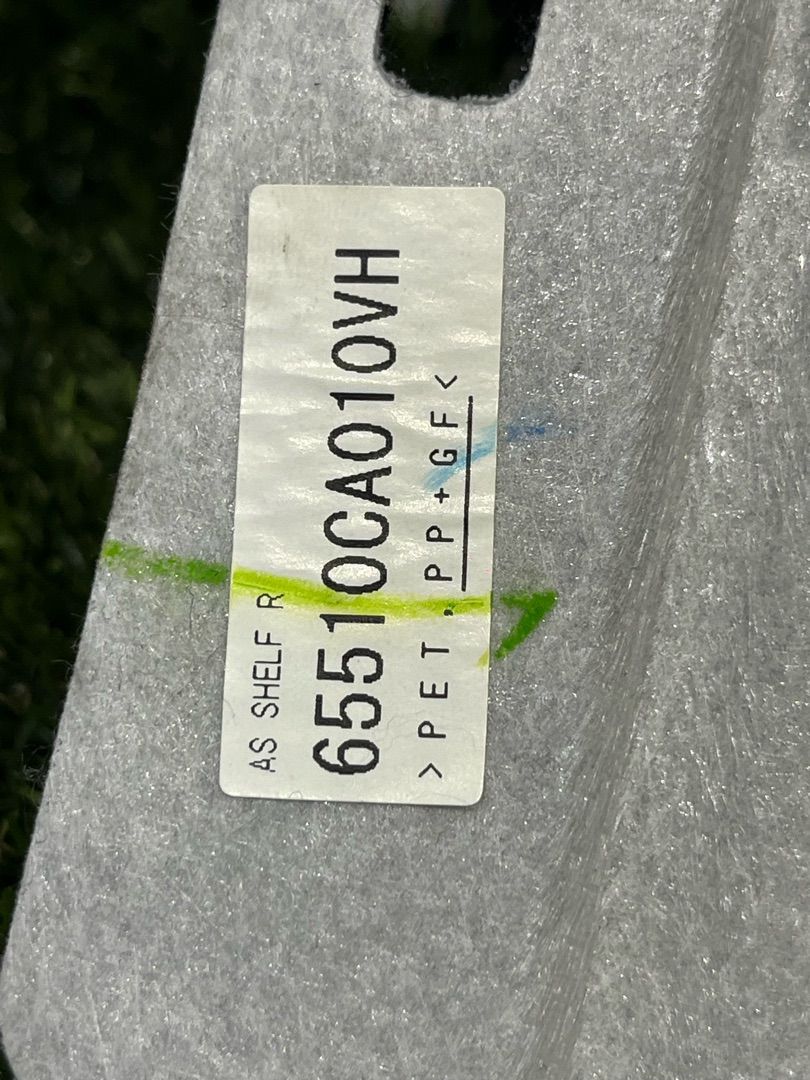 AS SHELF R
65510CA010VH
>PET,PP+GF<